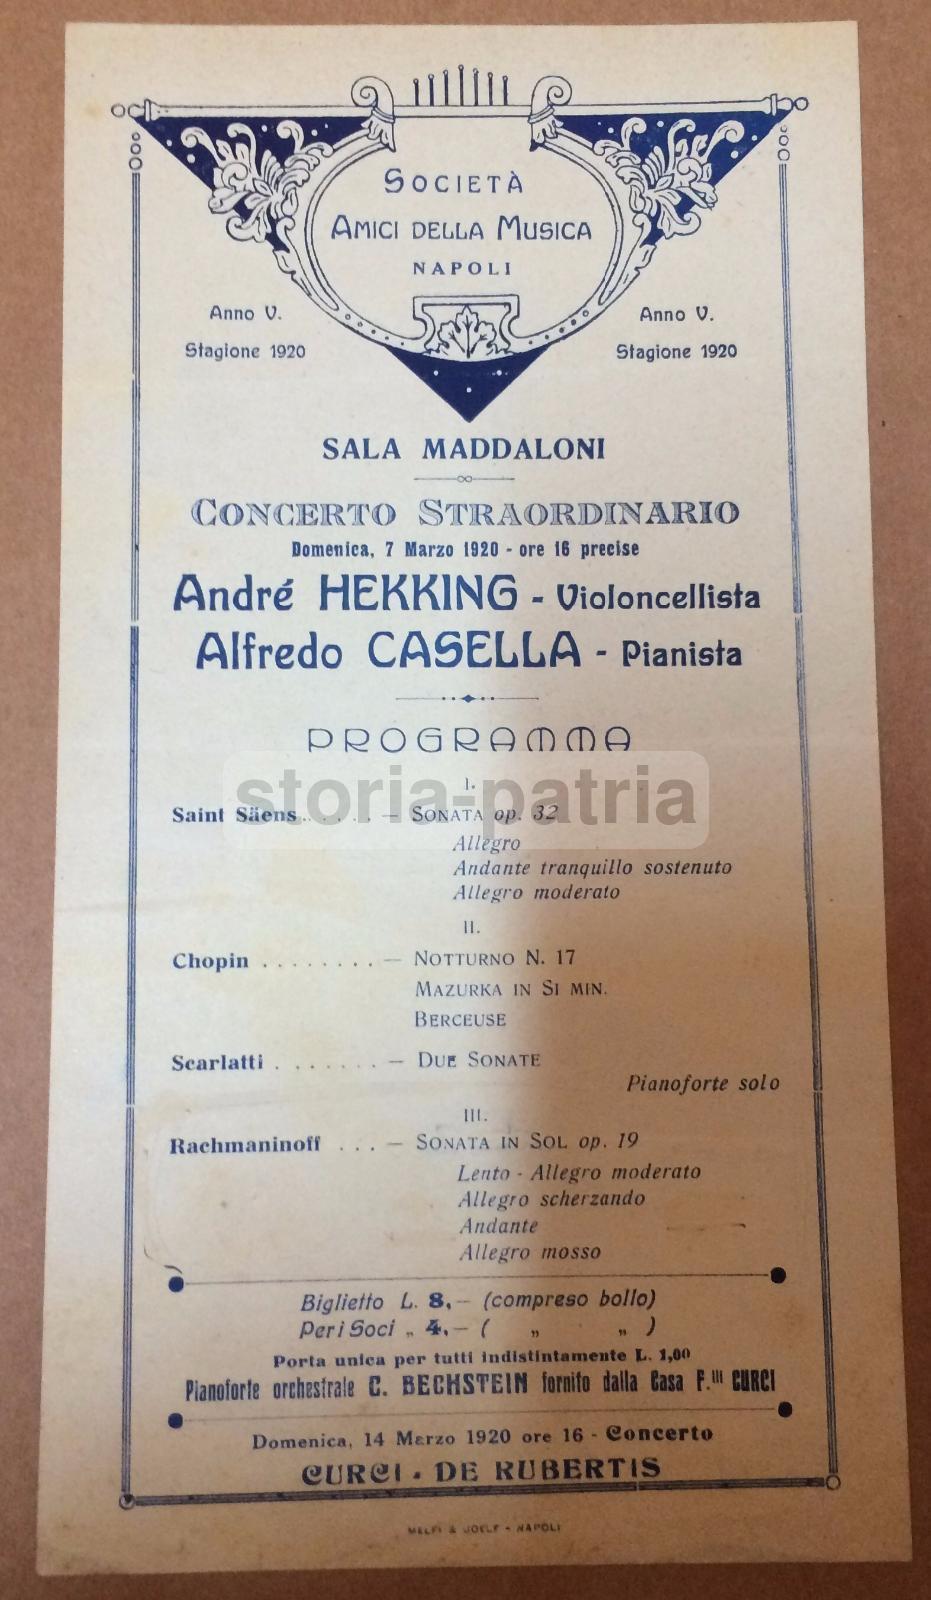 Società
Amici della Musica
NAPOLI
Anno V.
Stagione 1920
Anno V.
Stagione 1920
SALA MADDALONI
CONCERTO STRAORDINARIO
Domenica, 7 Marzo 1920 - ore 16 precise
André HEKKING - Violoncellista
Alfredo CASELLA - Pianista
PROGRAMMA
storia-patria
I.
Saint Säens . . . . . — SONATA op. 32
Allegro
Andante tranquillo sostenuto
Allegro moderato
II.
Chopin . . . . . . . . — NOTTURNO N. 17
MAZURKA IN SI MIN.
BERCEUSE
Scarlatti . . . . . . . — DUE SONATE
Pianoforte solo
III.
Rachmaninoff . . . — SONATA IN SOL op. 19
Lento - Allegro moderato
Allegro scherzando
Andante
Allegro mosso
Biglietto L. 8,— (compreso bollo)
Per i Soci „ 4,— ( „ „ )
Porta unica per tutti indistintamente L. 1,00
Pianoforte orchestrale C. BECHSTEIN fornito dalla Casa F.lli CURCI
Domenica, 14 Marzo 1920 ore 16 - Concerto
CURCI - DE RUBERTIS
MELFI & JOELE - NAPOLI